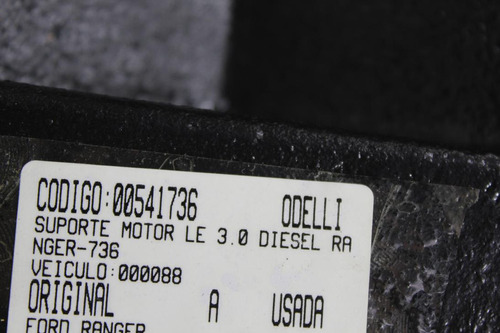 CODIGO:00541736 ODELLI
SUPORTE MOTOR LE 3.0 DIESEL RA
NGER-736
VEICULO:000088
ORIGINAL A USADA
FORD RANGER